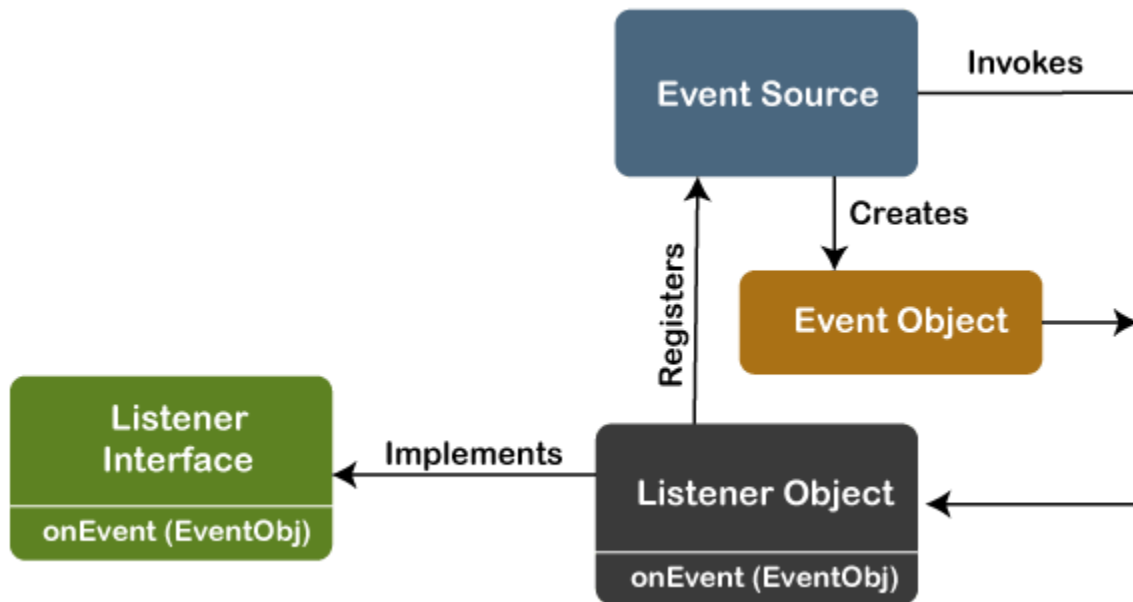 Event Source
Invokes
Creates
Registers
Event Object
Listener
Interface
onEvent (EventObj)
Implements
Listener Object
onEvent (EventObj)